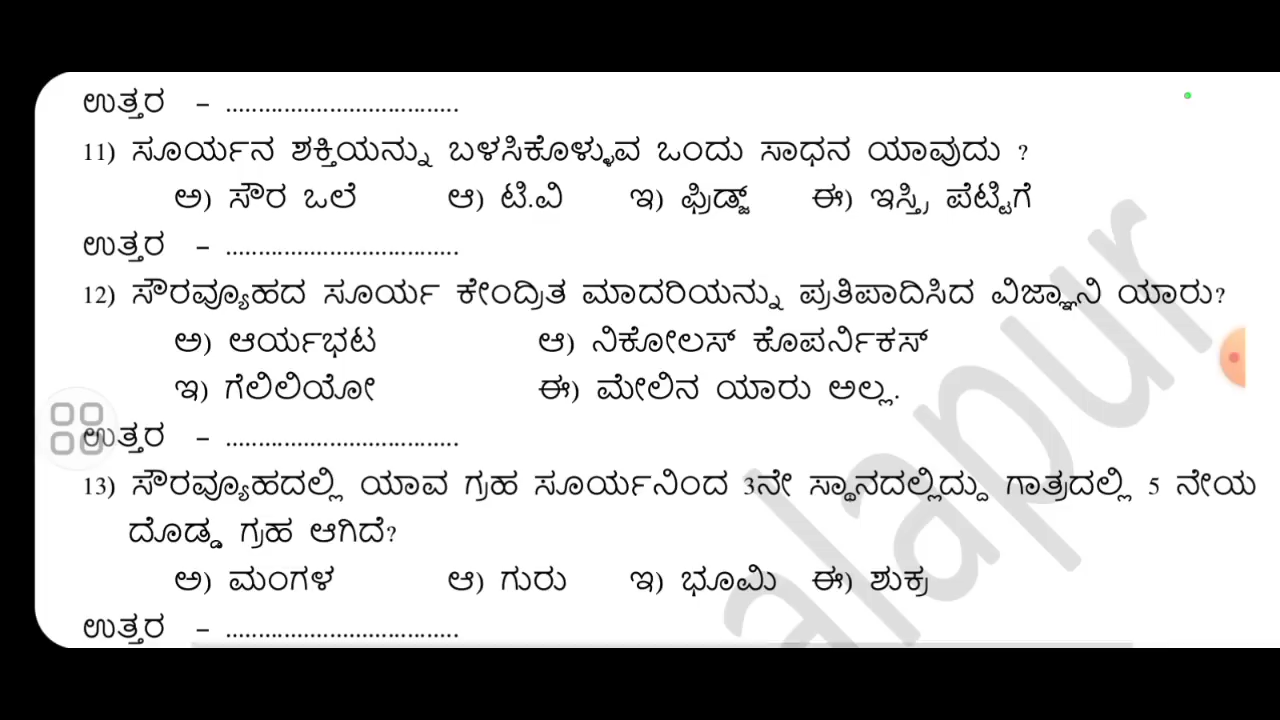 ಉತ್ತರ – ....................................
11) ಸೂರ್ಯನ ಶಕ್ತಿಯನ್ನು ಬಳಸಿಕೊಳ್ಳುವ ಒಂದು ಸಾಧನ ಯಾವುದು ?
ಅ) ಸೌರ ಒಲೆ ಆ) ಟಿ.ವಿ ಇ) ಫ್ರಿಡ್ಜ್ ಈ) ಇಸ್ತ್ರಿ ಪೆಟ್ಟಿಗೆ
ಉತ್ತರ – ....................................
12) ಸೌರವ್ಯೂಹದ ಸೂರ್ಯ ಕೇಂದ್ರಿತ ಮಾದರಿಯನ್ನು ಪ್ರತಿಪಾದಿಸಿದ ವಿಜ್ಞಾನಿ ಯಾರು?
ಅ) ಆರ್ಯಭಟ ಆ) ನಿಕೋಲಸ್ ಕೊಪರ್ನಿಕಸ್
ಇ) ಗೆಲಿಲಿಯೋ ಈ) ಮೇಲಿನ ಯಾರು ಅಲ್ಲ.
ಉತ್ತರ – ....................................
13) ಸೌರವ್ಯೂಹದಲ್ಲಿ ಯಾವ ಗ್ರಹ ಸೂರ್ಯನಿಂದ 3ನೇ ಸ್ಥಾನದಲ್ಲಿದ್ದು ಗಾತ್ರದಲ್ಲಿ 5 ನೇಯ
ದೊಡ್ಡ ಗ್ರಹ ಆಗಿದೆ?
ಅ) ಮಂಗಳ ಆ) ಗುರು ಇ) ಭೂಮಿ ಈ) ಶುಕ್ರ
ಉತ್ತರ – ....................................
alapur